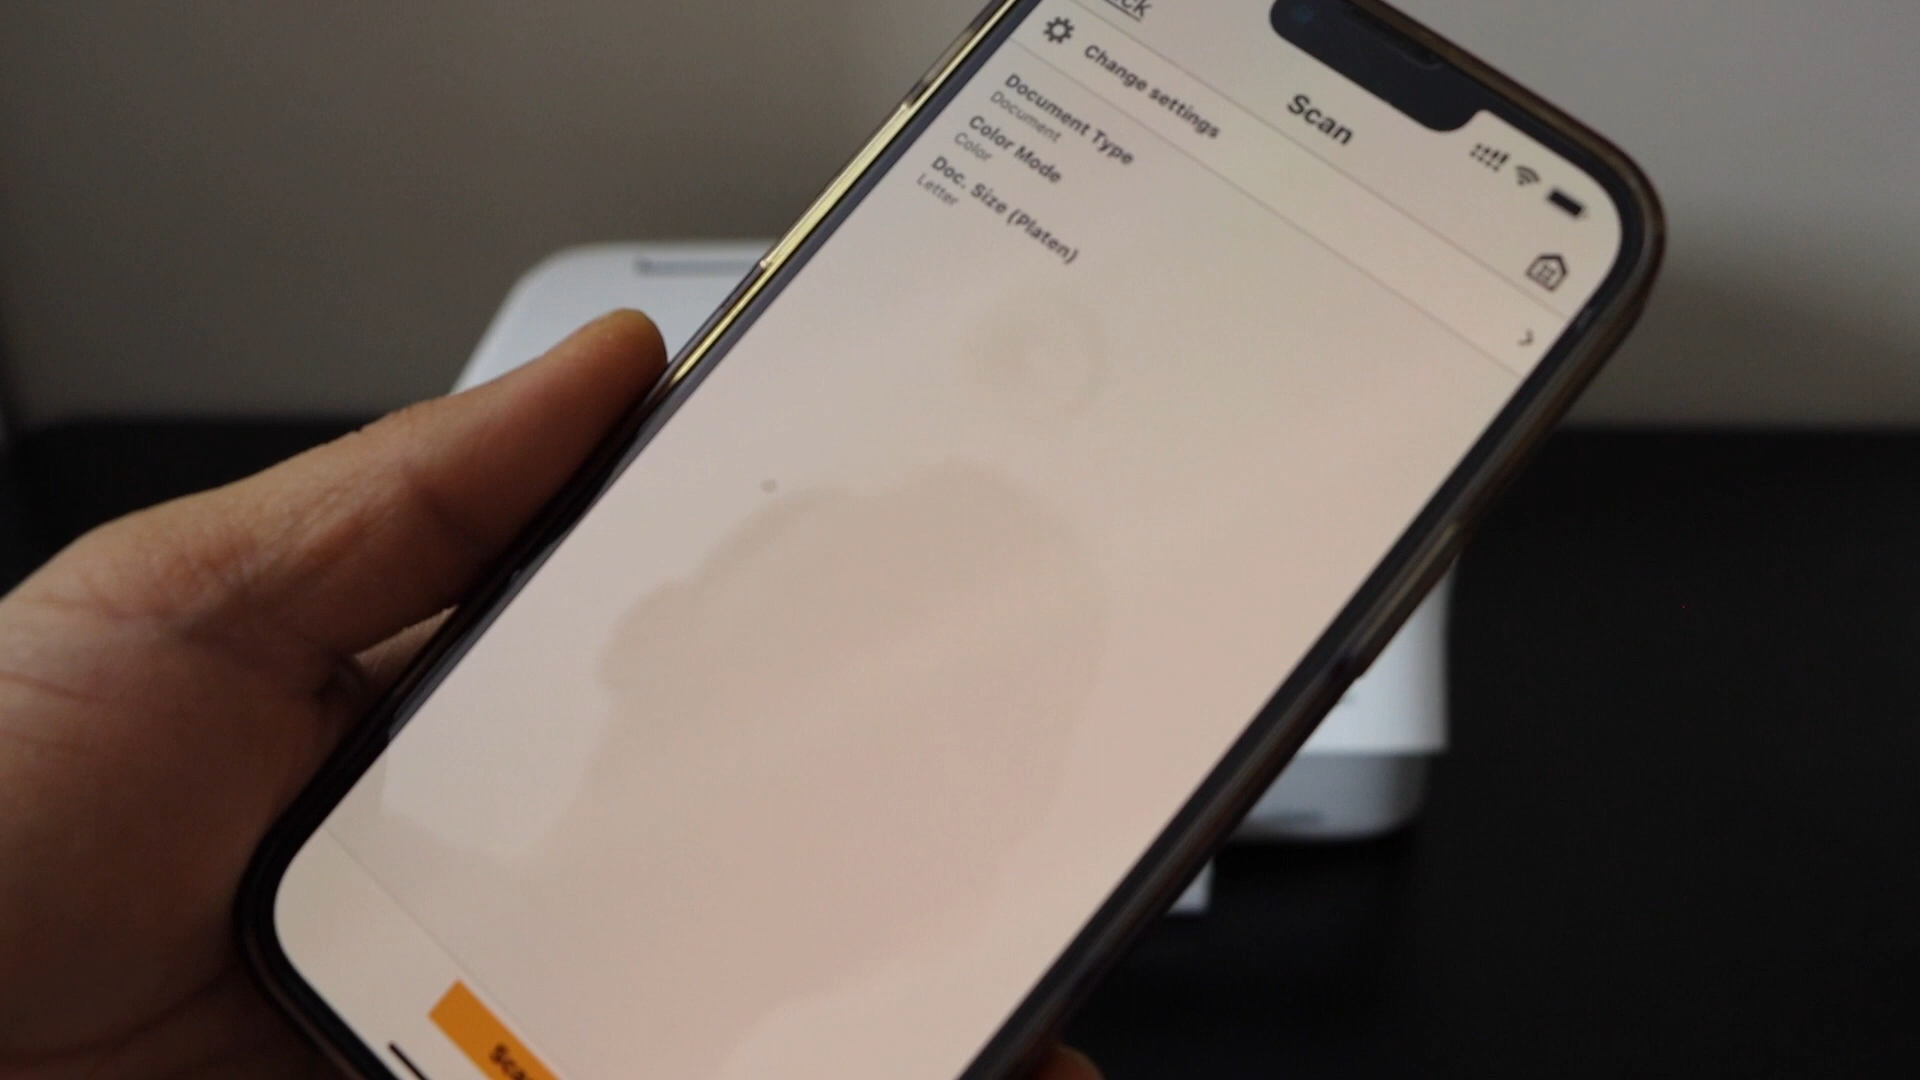 Scan
Change settings
Document Type
Document
Color Mode
Color
Doc. Size (Platen)
Letter